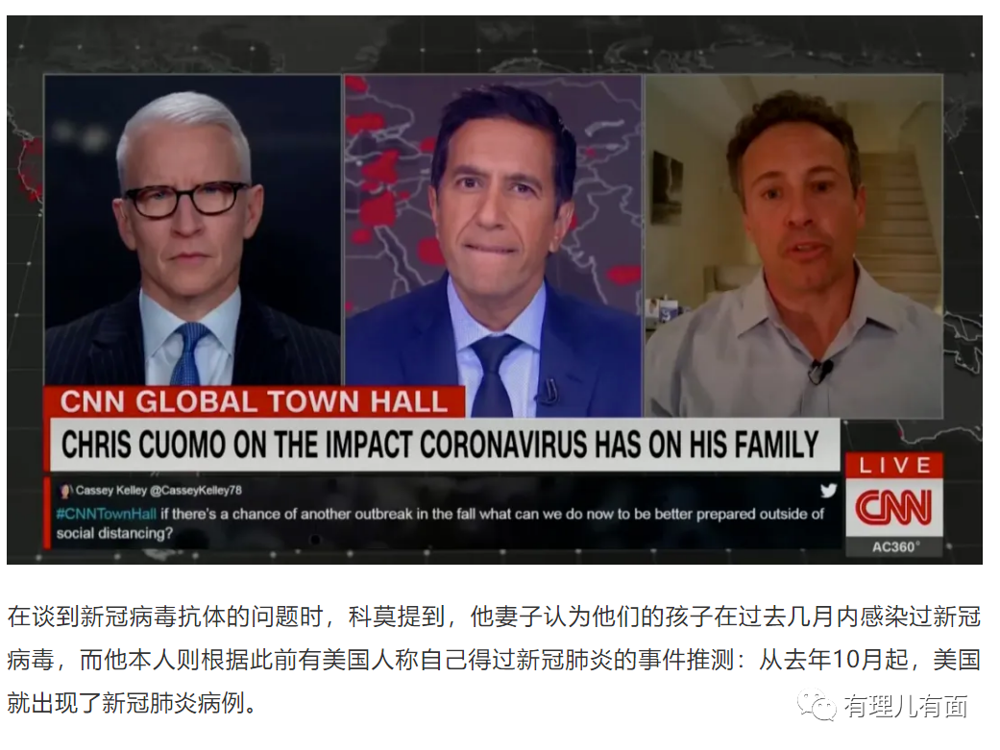 CNN GLOBAL TOWN HALL
CHRIS CUOMO ON THE IMPACT CORONAVIRUS HAS ON HIS FAMILY
Cassey Kelley @CasseyKelley78
#CNNTownHall if there's a chance of another outbreak in the fall what can we do now to be better prepared outside of
social distancing?
LIVE
CNN
AC360°
在谈到新冠病毒抗体的问题时，科莫提到，他妻子认为他们的孩子在过去几月内感染过新冠
病毒，而他本人则根据此前有美国人称自己得过新冠肺炎的事件推测：从去年10月起，美国
就出现了新冠肺炎病例。
有理儿有面